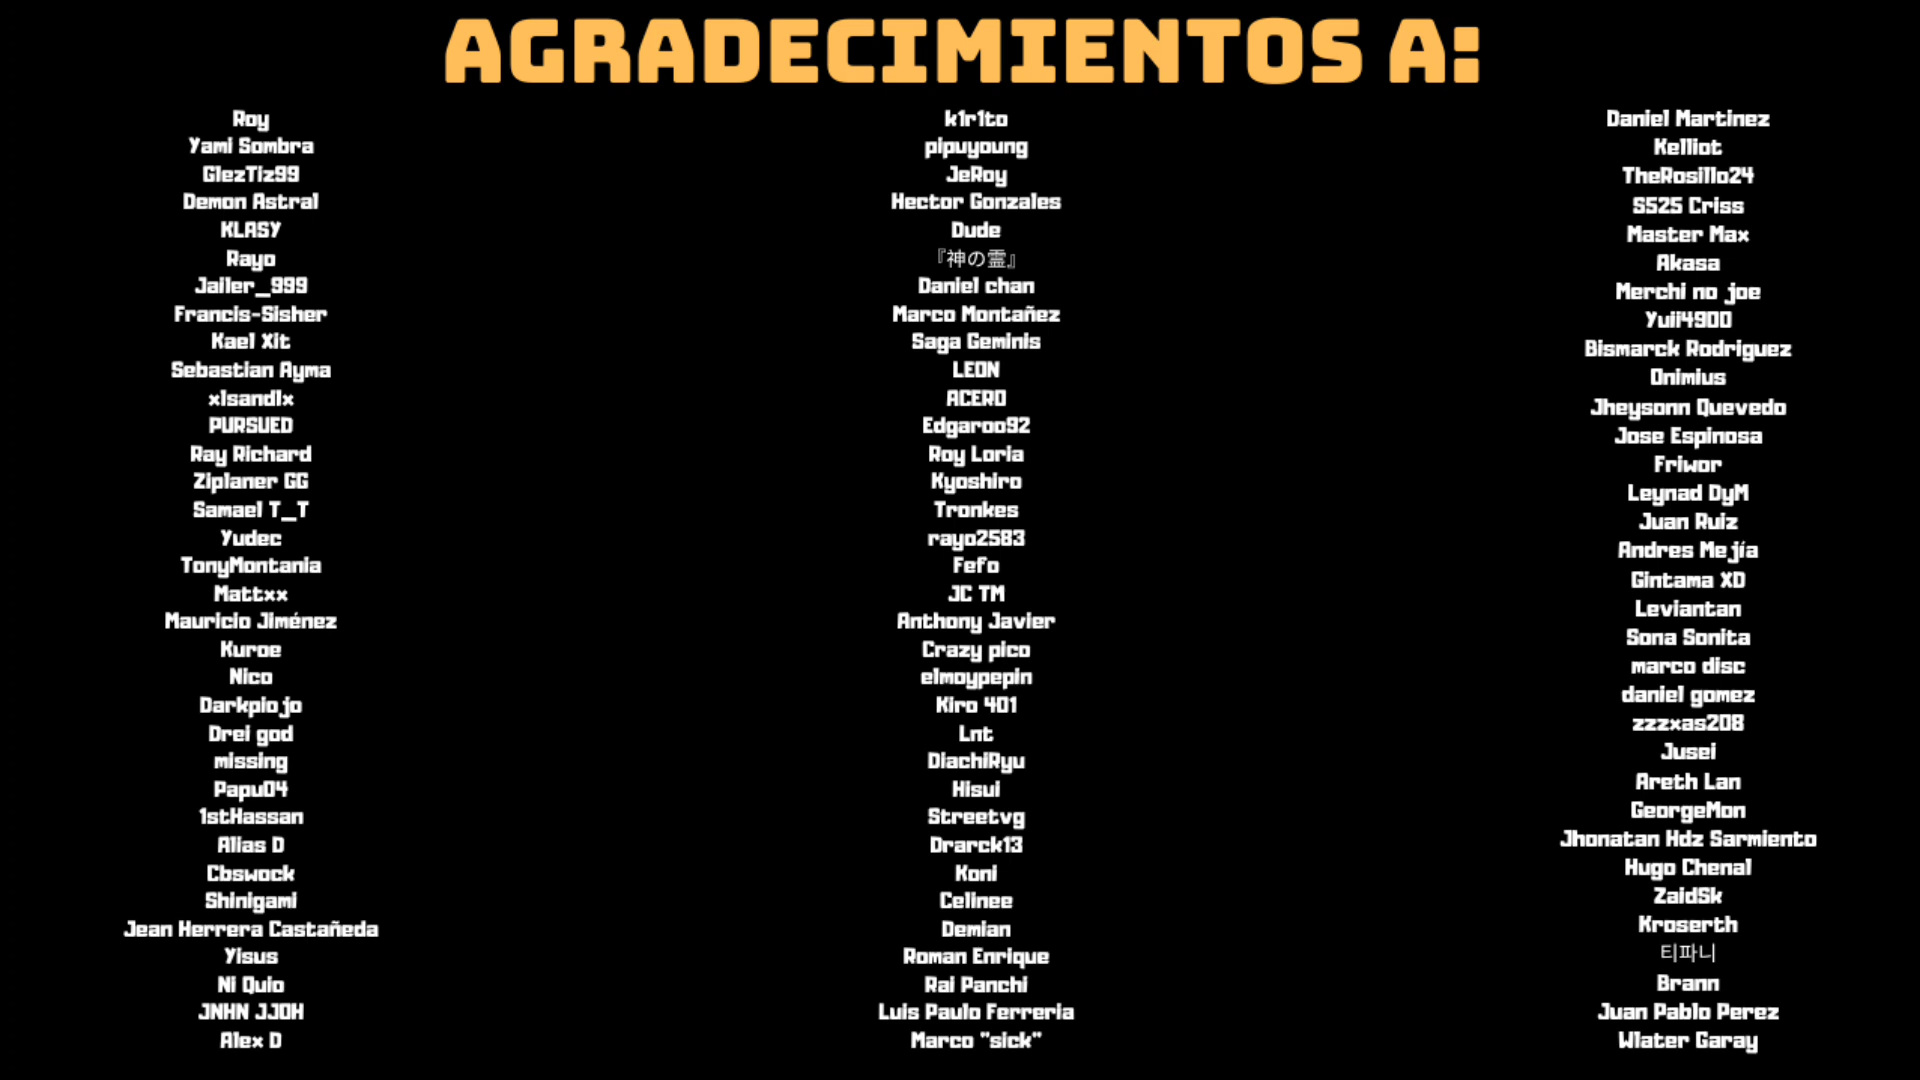 AGRADECIMIENTOS A:
Roy
Yami Sombra
GlezTiz99
Demon Astral
KLASY
Rayo
Jailer_999
Francis-Sisher
Kael Xit
Sebastian Ayma
xIsandIx
PURSUED
Ray Richard
Ziplaner GG
Samael T_T
Yudec
TonyMontania
Mattxx
Mauricio Jiménez
Kuroe
Nico
Darkpiojo
Drei god
missing
Papu04
1stHassan
Alias D
Cbswock
Shinigami
Jean Herrera Castañeda
Yisus
Ni Quio
JNHN JJOH
Alex D
k1r1to
pipuyoung
JeRoy
Hector Gonzales
Dude
『神の霊』
Daniel chan
Marco Montañez
Saga Geminis
LEON
ACERO
Edgaroo92
Roy Loria
Kyoshiro
Tronkes
rayo2583
Fefo
JC TM
Anthony Javier
Crazy pico
elmoypepin
Kiro 401
Lnt
DiachiRyu
Hisui
Streetvg
Drarck13
Koni
Celinee
Demian
Roman Enrique
Rai Panchi
Luis Paulo Ferreria
Marco "sick"
Daniel Martinez
Kelliot
TheRosillo24
S525 Criss
Master Max
Akasa
Merchi no joe
Yuii4900
Bismarck Rodriguez
Onimius
Jheysonn Quevedo
Jose Espinosa
Friwor
Leynad DyM
Juan Ruiz
Andres Mejía
Gintama XD
Leviantan
Sona Sonita
marco disc
daniel gomez
zzzxas208
Jusei
Areth Lan
GeorgeMon
Jhonatan Hdz Sarmiento
Hugo Chenal
ZaidSk
Kroserth
티파니
Brann
Juan Pablo Perez
Wlater Garay